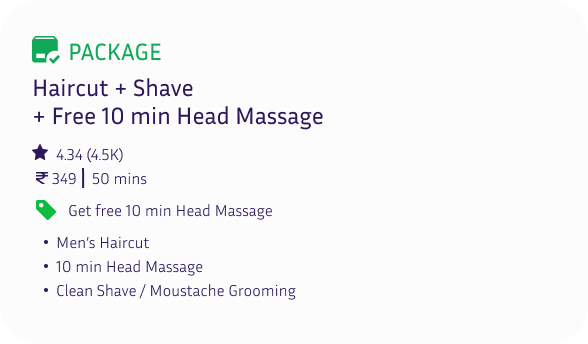 PACKAGE
Haircut + Shave
+ Free 10 min Head Massage
4.34 (4.5K)
₹ 349 | 50 mins
Get free 10 min Head Massage
• Men's Haircut
• 10 min Head Massage
• Clean Shave / Moustache Grooming